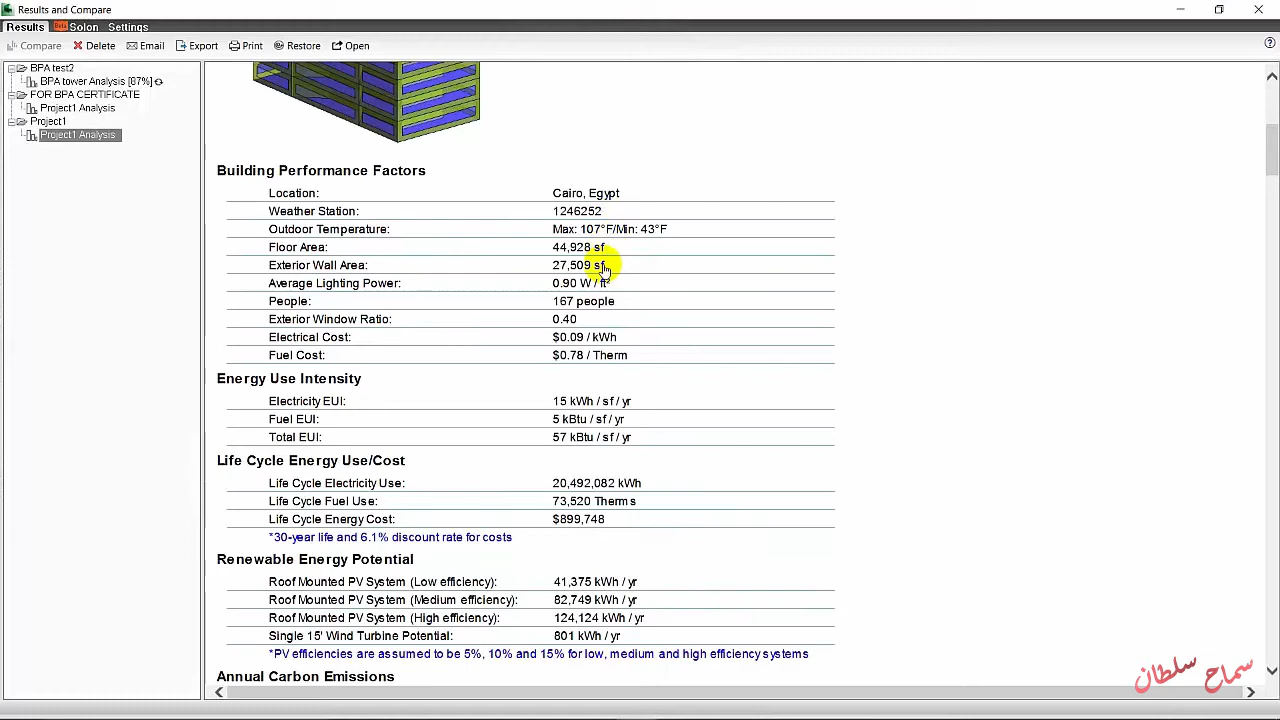 Results and Compare
Results Beta Solon Settings
Compare Delete Email Export Print Restore Open
BPA test2
BPA tower Analysis [87%]
FOR BPA CERTIFICATE
Project1 Analysis
Project1
Project1 Analysis
Building Performance Factors
Location: Cairo, Egypt
Weather Station: 1246252
Outdoor Temperature: Max: 107°F/Min: 43°F
Floor Area: 44,928 sf
Exterior Wall Area: 27,509 sf
Average Lighting Power: 0.90 W / ft²
People: 167 people
Exterior Window Ratio: 0.40
Electrical Cost: $0.09 / kWh
Fuel Cost: $0.78 / Therm
Energy Use Intensity
Electricity EUI: 15 kWh / sf / yr
Fuel EUI: 5 kBtu / sf / yr
Total EUI: 57 kBtu / sf / yr
Life Cycle Energy Use/Cost
Life Cycle Electricity Use: 20,492,082 kWh
Life Cycle Fuel Use: 73,520 Therms
Life Cycle Energy Cost: $899,748
*30-year life and 6.1% discount rate for costs
Renewable Energy Potential
Roof Mounted PV System (Low efficiency): 41,375 kWh / yr
Roof Mounted PV System (Medium efficiency): 82,749 kWh / yr
Roof Mounted PV System (High efficiency): 124,124 kWh / yr
Single 15' Wind Turbine Potential: 801 kWh / yr
*PV efficiencies are assumed to be 5%, 10% and 15% for low, medium and high efficiency systems
Annual Carbon Emissions
سماح سلطان